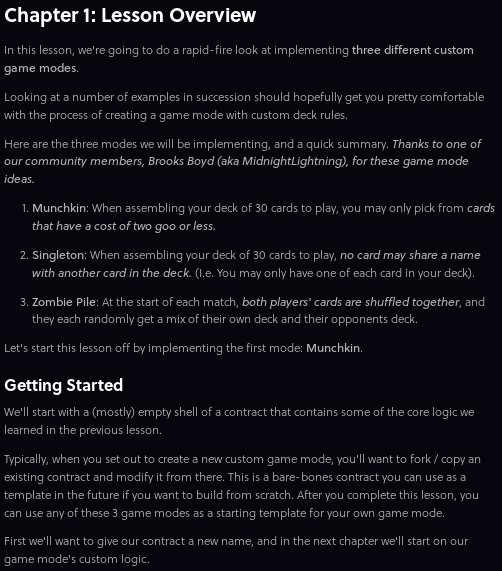 Chapter 1: Lesson Overview
In this lesson, we're going to do a rapid-fire look at implementing three different custom
game modes.
Looking at a number of examples in succession should hopefully get you pretty comfortable
with the process of creating a game mode with custom deck rules.
Here are the three modes we will be implementing, and a quick summary. Thanks to one of
our community members, Brooks Boyd (aka MidnightLightning), for these game mode
ideas.
1. Munchkin: When assembling your deck of 30 cards to play, you may only pick from cards
that have a cost of two goo or less.
2. Singleton: When assembling your deck of 30 cards to play, no card may share a name
with another card in the deck. (I.e. You may only have one of each card in your deck).
3. Zombie Pile: At the start of each match, both players' cards are shuffled together, and
they each randomly get a mix of their own deck and their opponents deck.
Let's start this lesson off by implementing the first mode: Munchkin.
Getting Started
We'll start with a (mostly) empty shell of a contract that contains some of the core logic we
learned in the previous lesson.
Typically, when you set out to create a new custom game mode, you'll want to fork / copy an
existing contract and modify it from there. This is a bare-bones contract you can use as a
template in the future if you want to build from scratch. After you complete this lesson, you
can use any of these 3 game modes as a starting template for your own game mode.
First we'll want to give our contract a new name, and in the next chapter we'll start on our
game mode's custom logic.